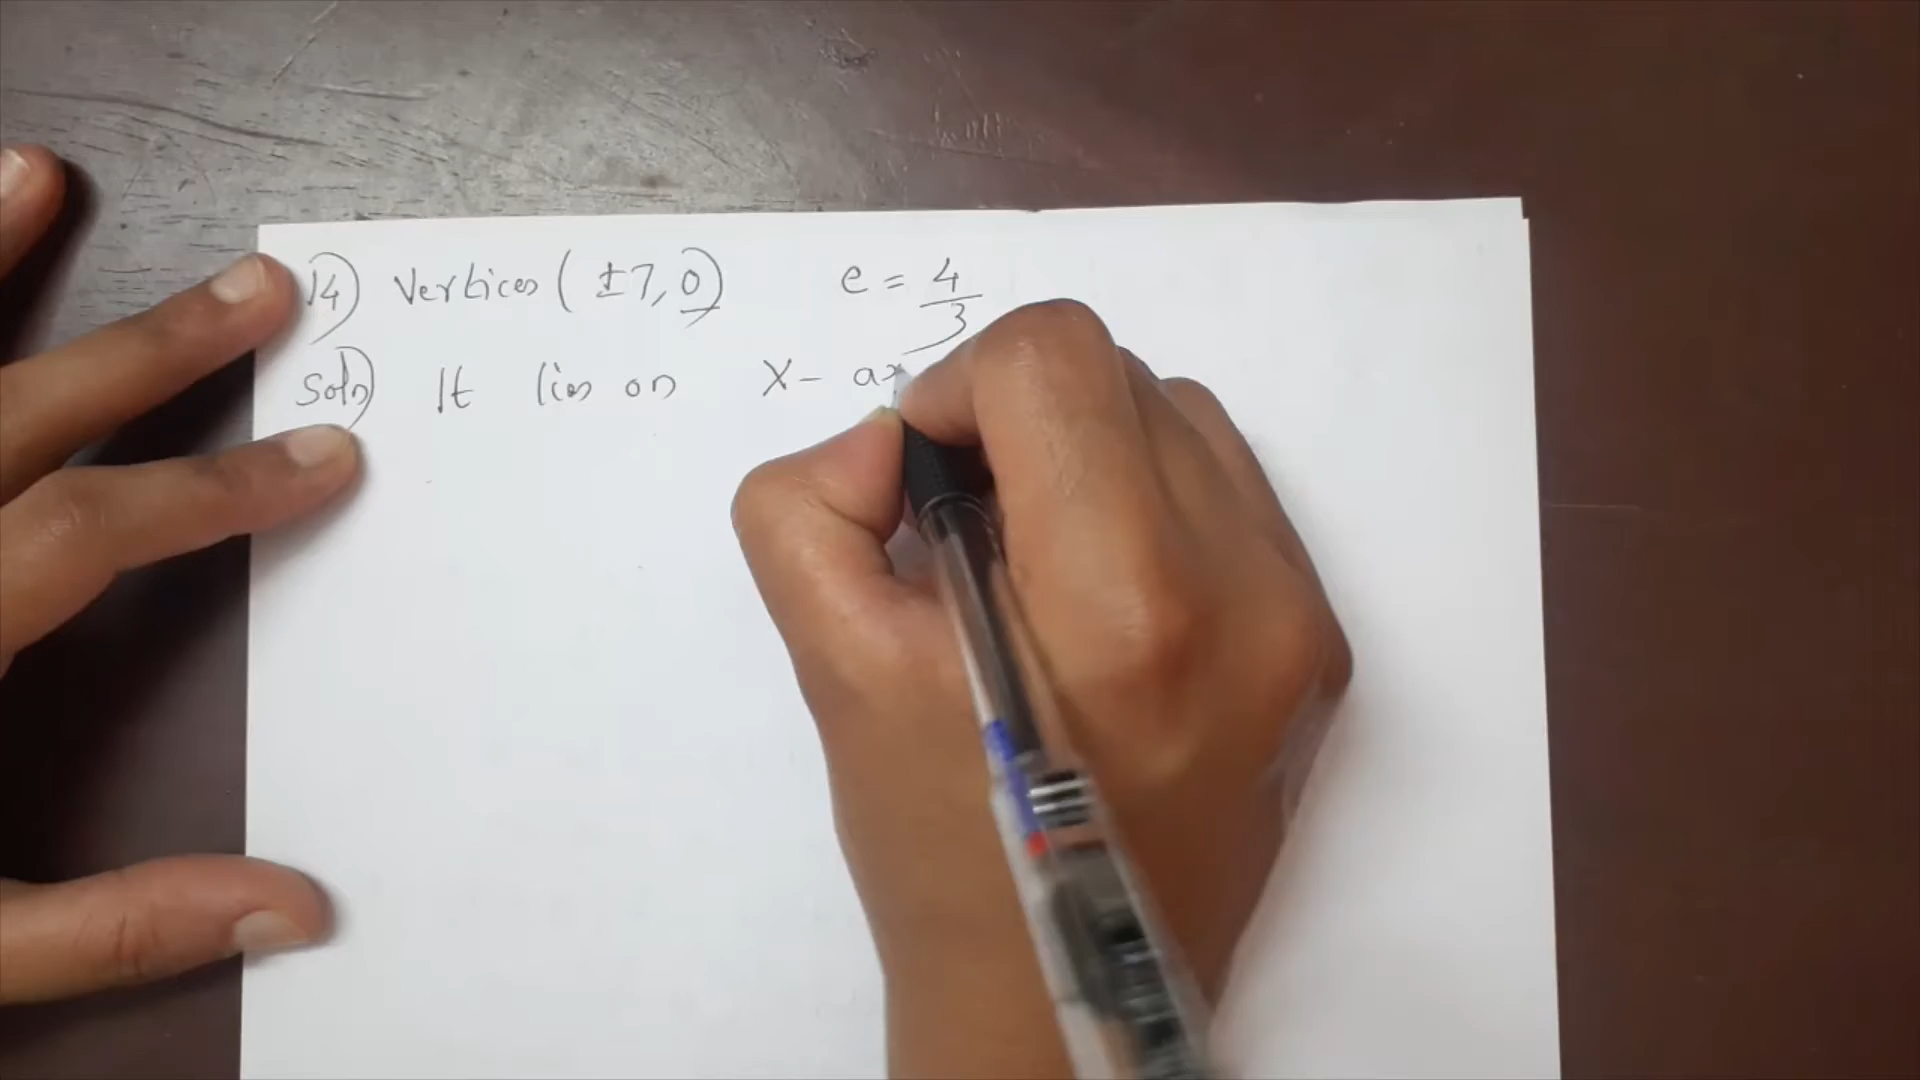 14) Vertices (±7, 0) e = 4/3
Soln) It lies on X- ax